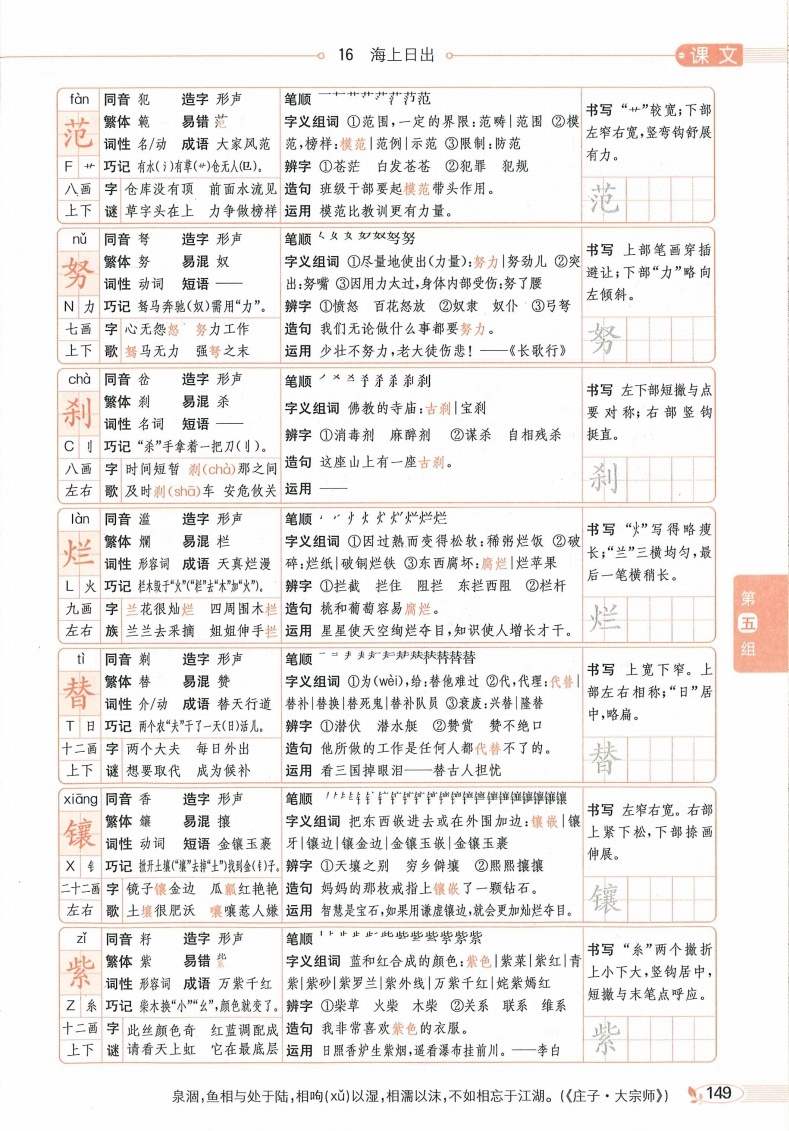 16 海上日出
课文
fàn 同音 犯 造字 形声
范 繁体 範 易错 范
词性 名/动 成语 大家风范
F 艹 巧记 有水(氵)有草(艹)仓无人(㔾)。
八画 字 仓库没有顶 前面水流见
上下 谜 草字头在上 力争做榜样
笔顺
字义组词 ①范围,一定的界限:范畴|范围 ②模
范,榜样:模范|范例|示范 ③限制:防范
辨字 ①苍茫 白发苍苍 ②犯罪 犯规
造句 班级干部要起模范带头作用。
运用 模范比教训更有力量。
书写 “艹”较宽;下部
左窄右宽,竖弯钩舒展
有力。
范
nǔ 同音 弩 造字 形声
努 繁体 努 易混 奴
词性 动词 短语 ——
N 力 巧记 驽马奔驰(奴)需用“力”。
七画 字 心无怨怒 努力工作
上下 歌 驽马无力 强弩之末
笔顺
字义组词 ①尽量地使出(力量):努力|努劲儿 ②突
出:努嘴 ③因用力太过,身体内部受伤:努了腰
辨字 ①愤怒 百花怒放 ②奴隶 奴仆 ③弓弩
造句 我们无论做什么事都要努力。
运用 少壮不努力,老大徒伤悲!——《长歌行》
书写 上部笔画穿插
避让;下部“力”略向
左倾斜。
努
chà 同音 岔 造字 形声
刹 繁体 刹 易混 杀
词性 名词 短语 ——
C 刂 巧记 “杀”手拿着一把刀(刂)。
八画 字 时间短暂 刹(chà)那之间
左右 歌 及时刹(shā)车 安危攸关
笔顺
字义组词 佛教的寺庙:古刹|宝刹
辨字 ①消毒剂 麻醉剂 ②谋杀 自相残杀
造句 这座山上有一座古刹。
运用 ——
书写 左下部短撇与点
要对称;右部竖钩
挺直。
刹
làn 同音 滥 造字 形声
烂 繁体 爛 易混 栏
词性 形容词 成语 天真烂漫
L 火 巧记 栏木毁于“火”(“栏”去“木”加“火”)。
九画 字 兰花很灿烂 四周围木栏
左右 族 兰兰去采摘 姐姐伸手拦
笔顺
字义组词 ①因过熟而变得松软:稀粥烂饭 ②破
碎:烂纸|破铜烂铁 ③东西腐坏:腐烂|烂苹果
辨字 ①拦截 拦住 阻拦 东拦西阻 ②栏杆
造句 桃和葡萄容易腐烂。
运用 星星使天空绚烂夺目,知识使人增长才干。
书写 “火”写得略瘦
长;“兰”三横均匀,最
后一笔横稍长。
烂
第五组
tì 同音 剃 造字 形声
替 繁体 替 易混 赞
词性 介/动 成语 替天行道
T 日 巧记 两个农“夫”干了一天(日)活儿。
十二画 字 两个大夫 每日外出
上下 谜 想要取代 成为候补
笔顺
字义组词 ①为(wèi),给:替他难过 ②代,代理:代替|
替补|替换|替死鬼|替补队员 ③衰废:兴替|隆替
辨字 ①潜伏 潜水艇 ②赞赏 赞不绝口
造句 他所做的工作是任何人都代替不了的。
运用 看三国掉眼泪——替古人担忧
书写 上宽下窄。上
部左右相称;“日”居
中,略扁。
替
xiāng 同音 香 造字 形声
镶 繁体 鑲 易混 攘
词性 动词 短语 金镶玉裹
X 钅 巧记 掀开土壤(“壤”去掉“土”)找到金(钅)子。
二十二画 字 镜子镶金边 瓜瓤红艳艳
左右 歌 土壤很肥沃 嚷嚷惹人嫌
笔顺
字义组词 把东西嵌进去或在外围加边:镶嵌|镶
牙|镶边|镶金边|金镶玉嵌|金镶玉裹
辨字 ①天壤之别 穷乡僻壤 ②熙熙攘攘
造句 妈妈的那枚戒指上镶嵌了一颗钻石。
运用 智慧是宝石,如果用谦虚镶边,就会更加灿烂夺目。
书写 左窄右宽。右部
上紧下松,下部捺画
伸展。
镶
zǐ 同音 籽 造字 形声
紫 繁体 紫 易错
词性 形容词 成语 万紫千红
Z 糸 巧记 柴木换“小”“幺”,颜色就变了。
十二画 字 此丝颜色奇 红蓝调配成
上下 谜 请看天上虹 它在最底层
笔顺
字义组词 蓝和红合成的颜色:紫色|紫菜|紫红|青
紫|紫砂|紫罗兰|紫外线|万紫千红|姹紫嫣红
辨字 ①柴草 火柴 木柴 ②关系 联系 维系
造句 我非常喜欢紫色的衣服。
运用 日照香炉生紫烟,遥看瀑布挂前川。——李白
书写 “糸”两个撇折
上小下大,竖钩居中,
短撇与末笔点呼应。
紫
泉涸,鱼相与处于陆,相呴(xǔ)以湿,相濡以沫,不如相忘于江湖。(《庄子·大宗师》)
149